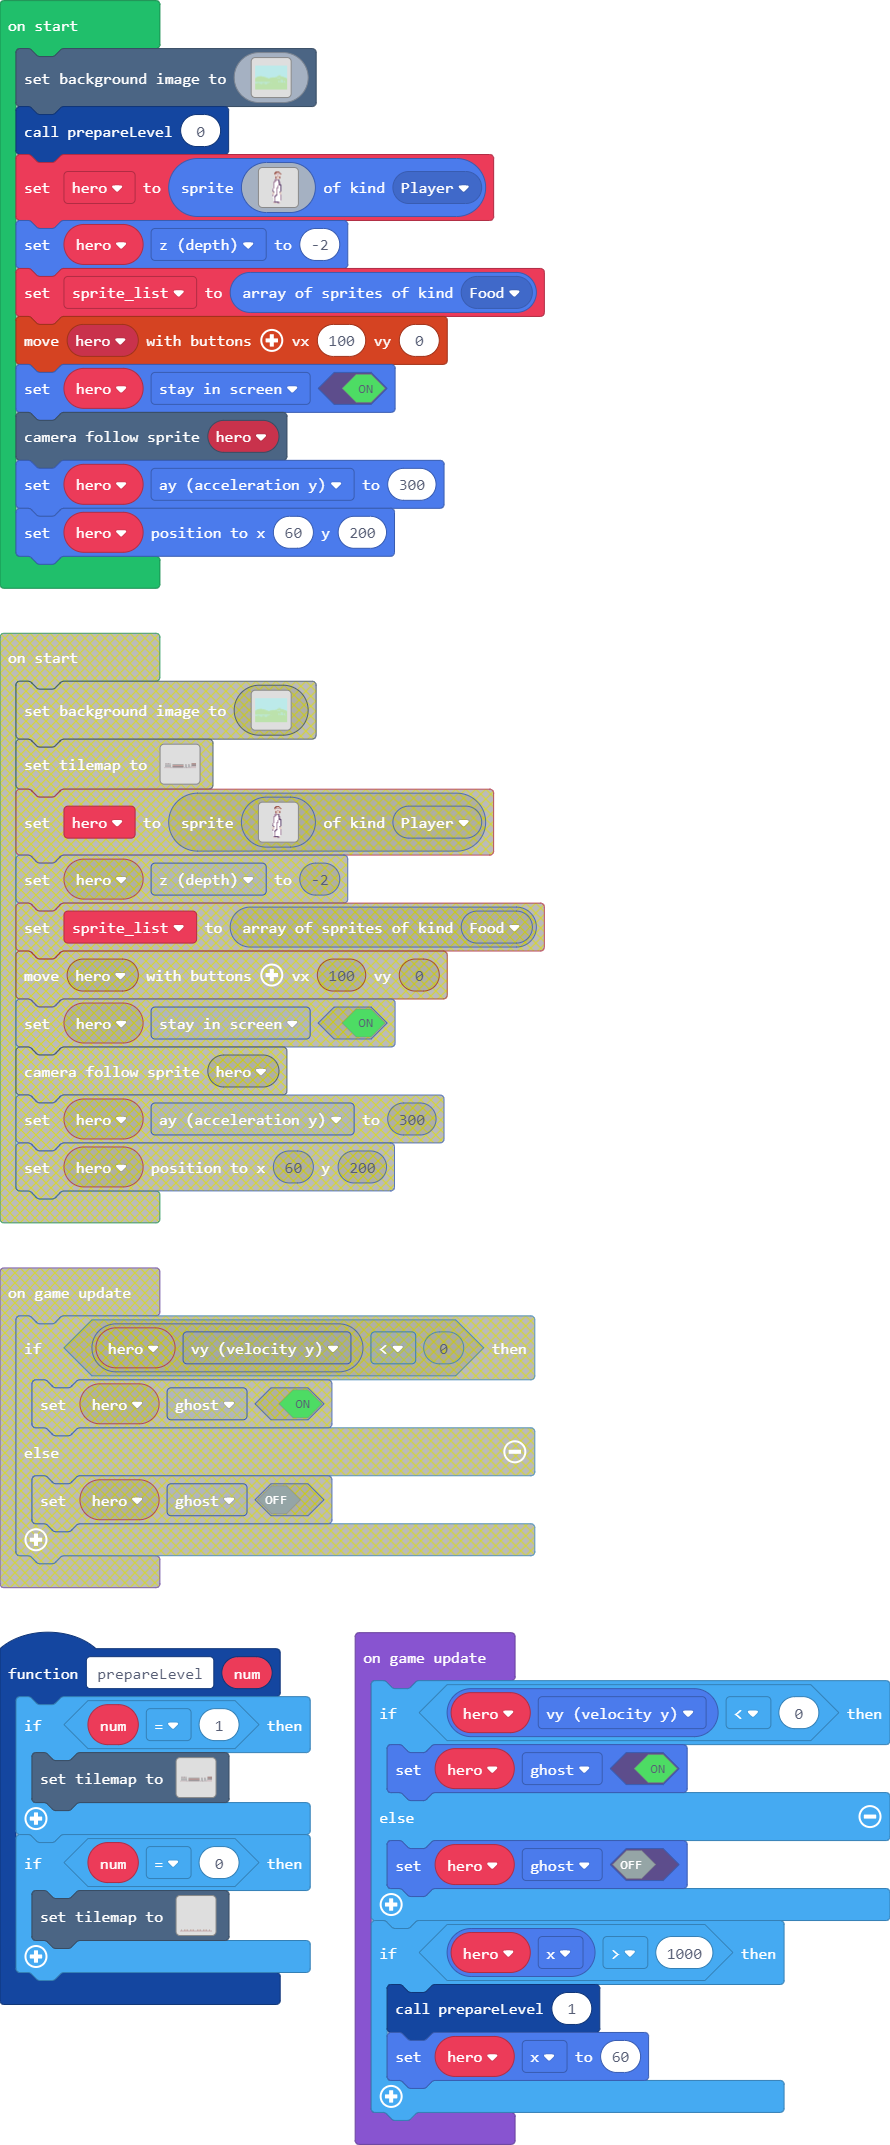 on start
set background image to
call prepareLevel 0
set hero to sprite of kind Player
set hero z (depth) to -2
set sprite_list to array of sprites of kind Food
move hero with buttons vx 100 vy 0
set hero stay in screen ON
camera follow sprite hero
set hero ay (acceleration y) to 300
set hero position to x 60 y 200
on start
set background image to
set tilemap to
set hero to sprite of kind Player
set hero z (depth) to -2
set sprite_list to array of sprites of kind Food
move hero with buttons vx 100 vy 0
set hero stay in screen ON
camera follow sprite hero
set hero ay (acceleration y) to 300
set hero position to x 60 y 200
on game update
if hero vy (velocity y) < 0 then
set hero ghost ON
else
set hero ghost OFF
function prepareLevel num
if num = 1 then
set tilemap to
if num = 0 then
set tilemap to
on game update
if hero vy (velocity y) < 0 then
set hero ghost ON
else
set hero ghost OFF
if hero x > 1000 then
call prepareLevel 1
set hero x to 60